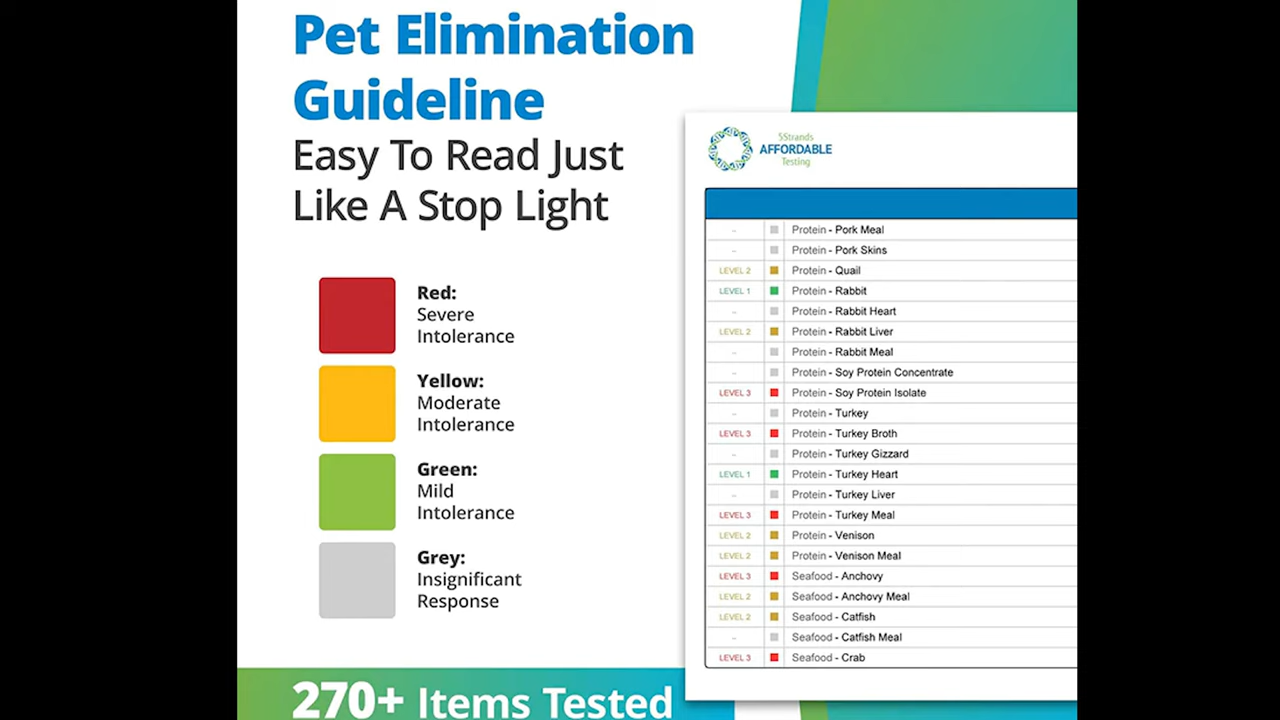 Pet Elimination
Guideline
Easy To Read Just
Like A Stop Light
Red:
Severe
Intolerance
Yellow:
Moderate
Intolerance
Green:
Mild
Intolerance
Grey:
Insignificant
Response
270+ Items Tested
5Strands
AFFORDABLE
Testing
- Protein - Pork Meal
- Protein - Pork Skins
LEVEL 2 Protein - Quail
LEVEL 1 Protein - Rabbit
- Protein - Rabbit Heart
LEVEL 2 Protein - Rabbit Liver
- Protein - Rabbit Meal
- Protein - Soy Protein Concentrate
LEVEL 3 Protein - Soy Protein Isolate
- Protein - Turkey
LEVEL 3 Protein - Turkey Broth
- Protein - Turkey Gizzard
LEVEL 1 Protein - Turkey Heart
- Protein - Turkey Liver
LEVEL 3 Protein - Turkey Meal
LEVEL 2 Protein - Venison
LEVEL 2 Protein - Venison Meal
LEVEL 3 Seafood - Anchovy
LEVEL 2 Seafood - Anchovy Meal
LEVEL 2 Seafood - Catfish
- Seafood - Catfish Meal
LEVEL 3 Seafood - Crab